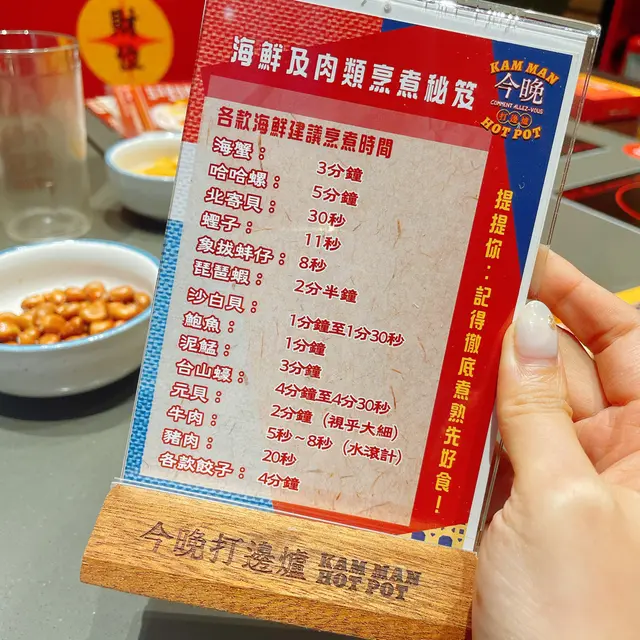 財
海鮮及肉類烹煮秘笈
KAM MAN
今晚
COMMENT ALLEZ-VOUS
打邊爐
HOT POT
各款海鮮建議烹煮時間
海蟹： 3分鐘
哈哈螺： 5分鐘
北寄貝： 30秒
蟶子： 11秒
象拔蚌仔： 8秒
琵琶蝦： 2分半鐘
沙白貝： 1分鐘至1分30秒
鮑魚： 1分鐘
泥鯭： 3分鐘
台山蠔： 4分鐘至4分30秒
元貝： 2分鐘（視乎大細）
牛肉： 5秒～8秒（水滾計）
豬肉： 20秒
各款餃子： 4分鐘
提提你：記得徹底煮熟先好食！
今晚打邊爐 KAM MAN
HOT POT